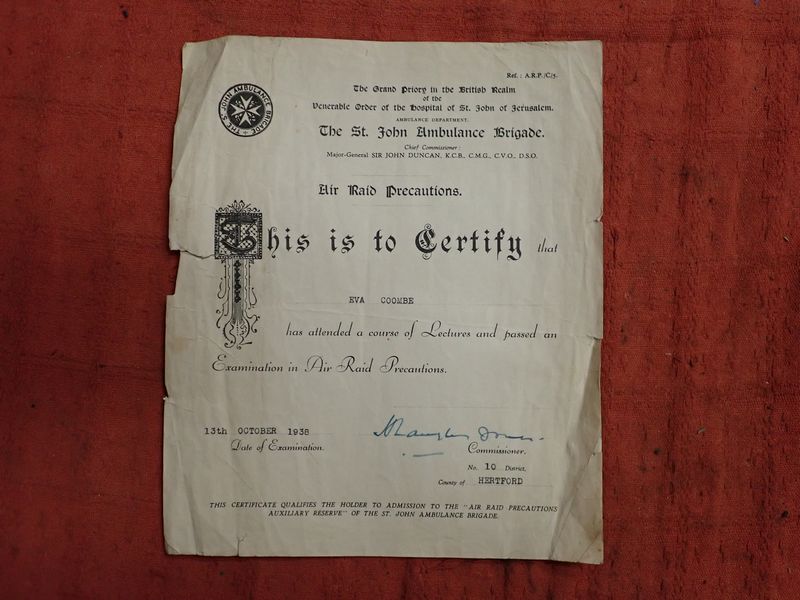 Ref.: A.R.P./C/5.
THE ST. JOHN AMBULANCE BRIGADE
The Grand Priory in the British Realm
of the
Venerable Order of the Hospital of St. John of Jerusalem.
AMBULANCE DEPARTMENT.
The St. John Ambulance Brigade.
Chief Commissioner:
Major-General SIR JOHN DUNCAN, K.C.B., C.M.G., C.V.O., D.S.O.
Air Raid Precautions.
This is to Certify that
EVA COOMBE
has attended a course of Lectures and passed an
Examination in Air Raid Precautions.
13th OCTOBER 1938
Date of Examination.
Commissioner.
No. 10 District.
County of HERTFORD
THIS CERTIFICATE QUALIFIES THE HOLDER TO ADMISSION TO THE "AIR RAID PRECAUTIONS
AUXILIARY RESERVE" OF THE ST. JOHN AMBULANCE BRIGADE.